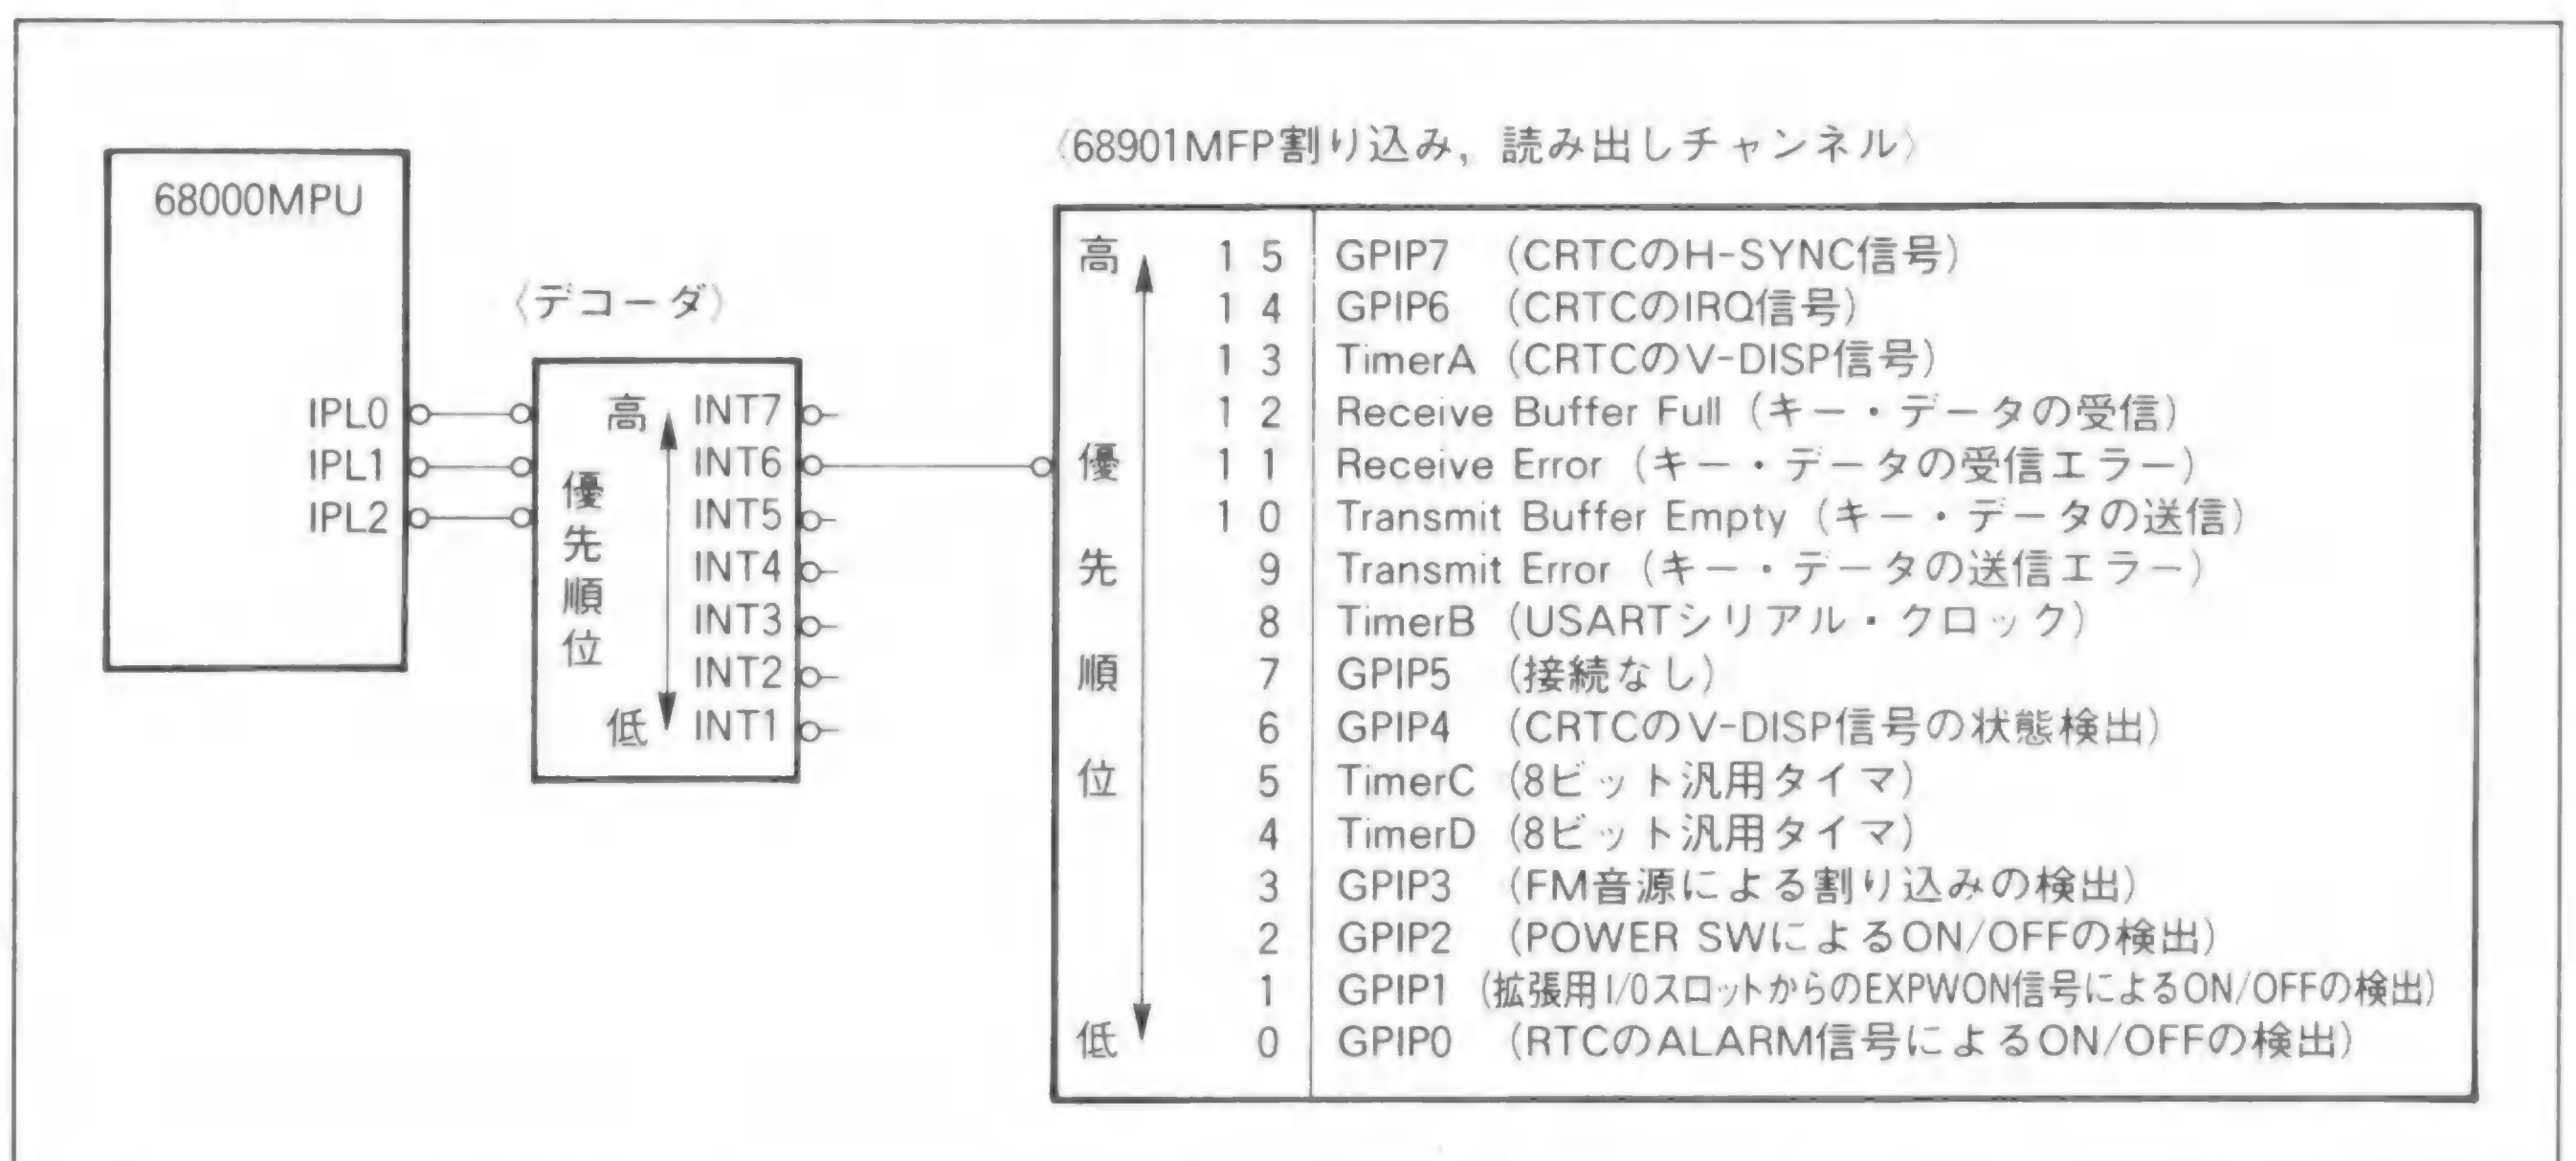 〈68901MFP割り込み，読み出しチャンネル〉
68000MPU
IPL0
IPL1
IPL2
〈デコーダ〉
高
優先順位
低
INT7
INT6
INT5
INT4
INT3
INT2
INT1
高
優先順位
低
15 GPIP7 (CRTCのH-SYNC信号)
14 GPIP6 (CRTCのIRQ信号)
13 TimerA (CRTCのV-DISP信号)
12 Receive Buffer Full (キー・データの受信)
11 Receive Error (キー・データの受信エラー)
10 Transmit Buffer Empty (キー・データの送信)
9 Transmit Error (キー・データの送信エラー)
8 TimerB (USARTシリアル・クロック)
7 GPIP5 (接続なし)
6 GPIP4 (CRTCのV-DISP信号の状態検出)
5 TimerC (8ビット汎用タイマ)
4 TimerD (8ビット汎用タイマ)
3 GPIP3 (FM音源による割り込みの検出)
2 GPIP2 (POWER SWによるON/OFFの検出)
1 GPIP1 (拡張用I/OスロットからのEXPWON信号によるON/OFFの検出)
0 GPIP0 (RTCのALARM信号によるON/OFFの検出)